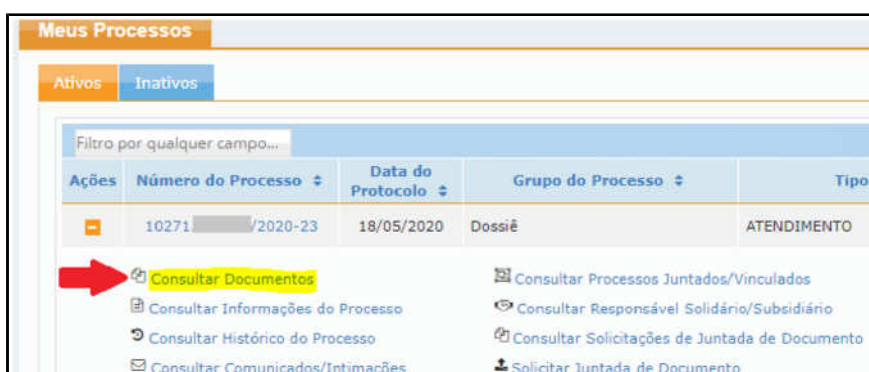 Meus Processos
Ativos Inativos
Filtro por qualquer campo...
Ações Número do Processo Data do Protocolo Grupo do Processo Tipo
10271. /2020-23 18/05/2020 Dossiê ATENDIMENTO
Consultar Documentos Consultar Processos Juntados/Vinculados
Consultar Informações do Processo Consultar Responsável Solidário/Subsidiário
Consultar Histórico do Processo Consultar Solicitações de Juntada de Documento
Consultar Comunicados/Intimações Solicitar Juntada de Documento